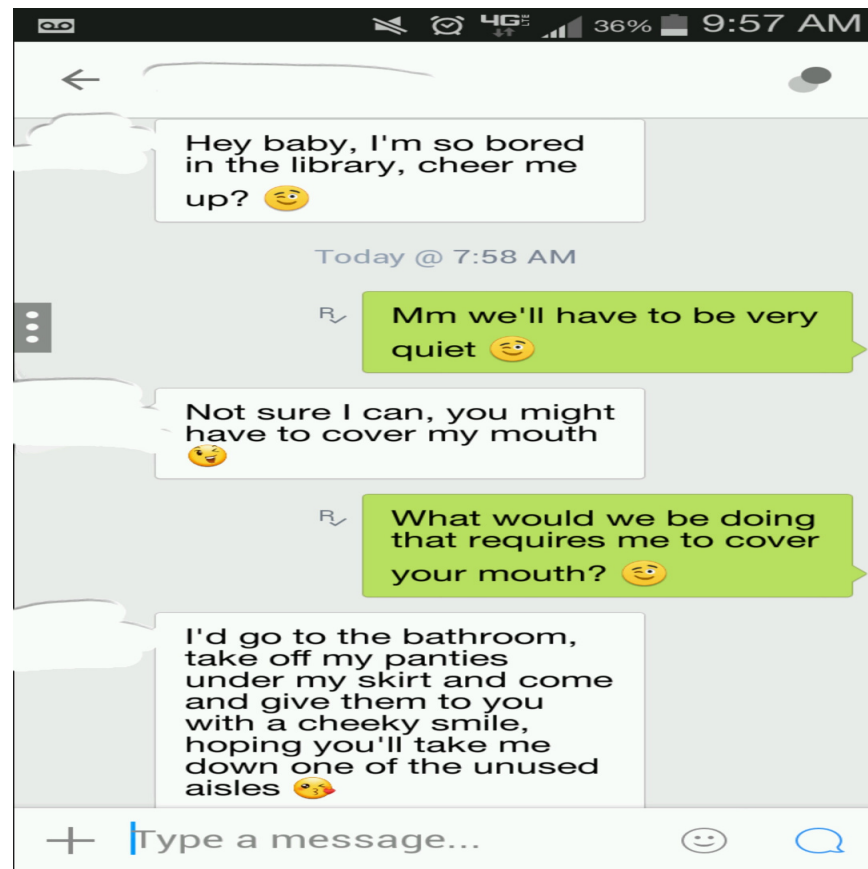 4G LTE 36% 9:57 AM
Hey baby, I'm so bored
in the library, cheer me
up? 😉
Today @ 7:58 AM
R Mm we'll have to be very
quiet 😉
Not sure I can, you might
have to cover my mouth
😜
R What would we be doing
that requires me to cover
your mouth? 😉
I'd go to the bathroom,
take off my panties
under my skirt and come
and give them to you
with a cheeky smile,
hoping you'll take me
down one of the unused
aisles 😘
Type a message...